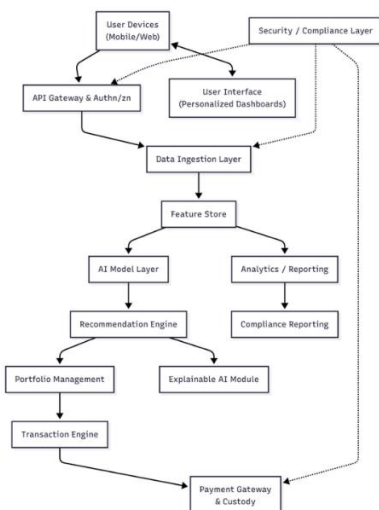 User Devices
(Mobile/Web)
Security / Compliance Layer
API Gateway & Authn/zn
User Interface
(Personalized Dashboards)
Data Ingestion Layer
Feature Store
AI Model Layer
Analytics / Reporting
Recommendation Engine
Compliance Reporting
Portfolio Management
Explainable AI Module
Transaction Engine
Payment Gateway
& Custody